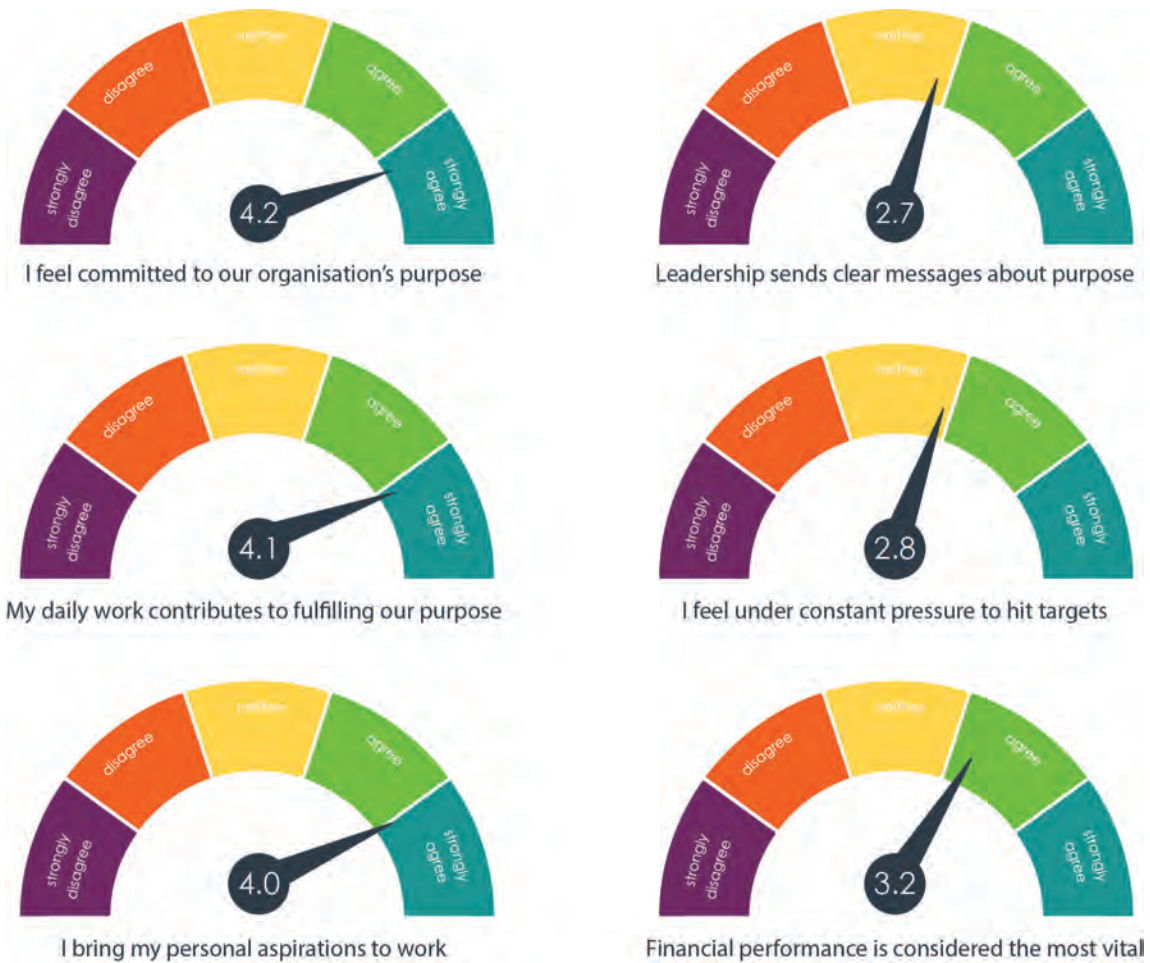 disagree
agree
strongly
disagree
strongly
agree
4.2
I feel committed to our organisation's purpose
disagree
agree
strongly
disagree
strongly
agree
2.7
Leadership sends clear messages about purpose
disagree
agree
strongly
disagree
strongly
agree
4.1
My daily work contributes to fulfilling our purpose
disagree
agree
strongly
disagree
strongly
agree
2.8
I feel under constant pressure to hit targets
disagree
agree
strongly
disagree
strongly
agree
4.0
I bring my personal aspirations to work
disagree
agree
strongly
disagree
strongly
agree
3.2
Financial performance is considered the most vital